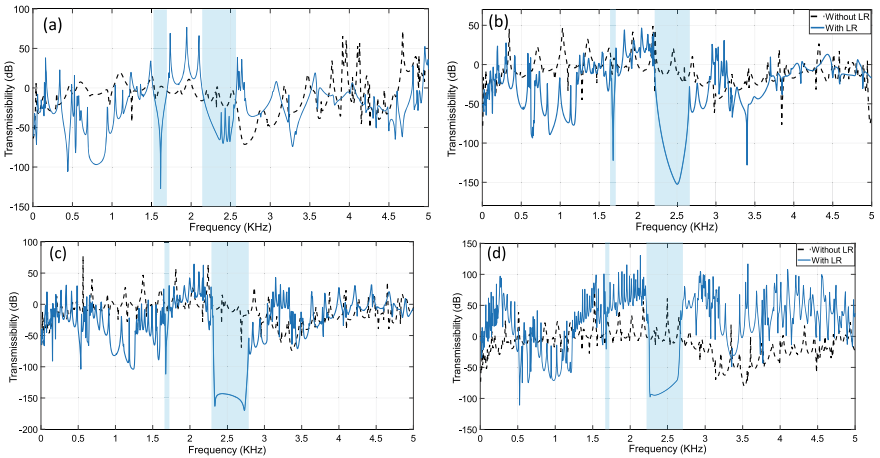 (a)
Transmissibility (dB)
100
50
0
-50
-100
-150
0 0.5 1 1.5 2 2.5 3 3.5 4 4.5 5
Frequency (KHz)
(b)
Without LR
With LR
Transmissibility (dB)
50
0
-50
-100
-150
0 0.5 1 1.5 2 2.5 3 3.5 4 4.5 5
Frequency (KHz)
(c)
Transmissibility (dB)
100
50
0
-50
-100
-150
-200
0 0.5 1 1.5 2 2.5 3 3.5 4 4.5 5
Frequency (KHz)
(d)
Without LR
With LR
Transmissibility (dB)
150
100
50
0
-50
-100
-150
0 0.5 1 1.5 2 2.5 3 3.5 4 4.5 5
Frequency (KHz)